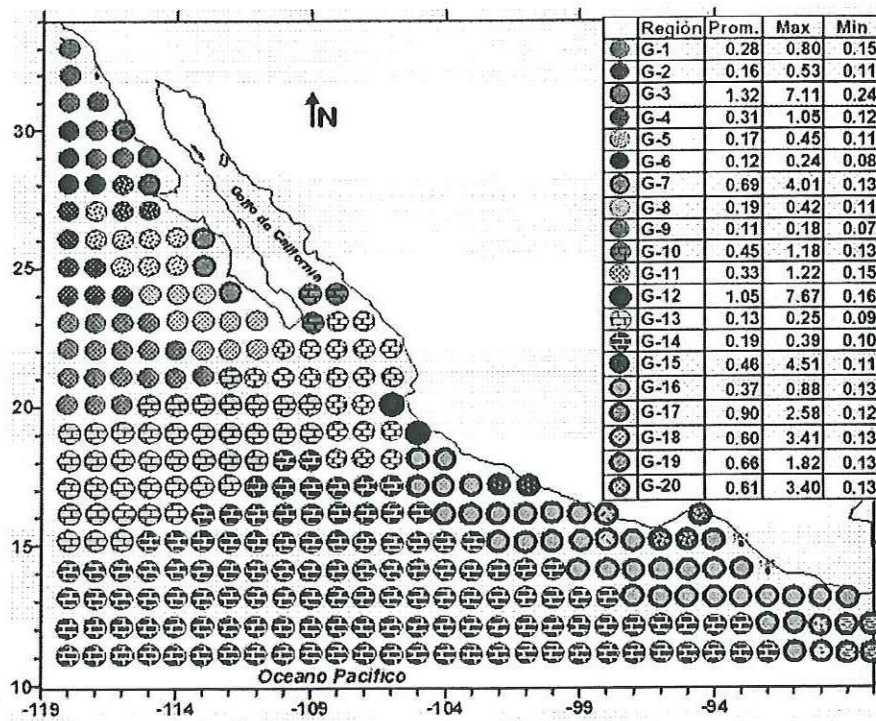 Región Prom. Max Min
G-1 0.28 0.80 0.15
G-2 0.16 0.53 0.11
G-3 1.32 7.11 0.24
G-4 0.31 1.05 0.12
G-5 0.17 0.45 0.11
G-6 0.12 0.24 0.08
G-7 0.69 4.01 0.13
G-8 0.19 0.42 0.11
G-9 0.11 0.18 0.07
G-10 0.45 1.18 0.13
G-11 0.33 1.22 0.15
G-12 1.05 7.67 0.16
G-13 0.13 0.25 0.09
G-14 0.19 0.39 0.10
G-15 0.46 4.51 0.11
G-16 0.37 0.88 0.13
G-17 0.90 2.58 0.12
G-18 0.60 3.41 0.13
G-19 0.66 1.82 0.13
G-20 0.61 3.40 0.13
N
Golfo de California
30
25
20
15
10
Oceano Pacifico
-119 -114 -109 -104 -99 -94